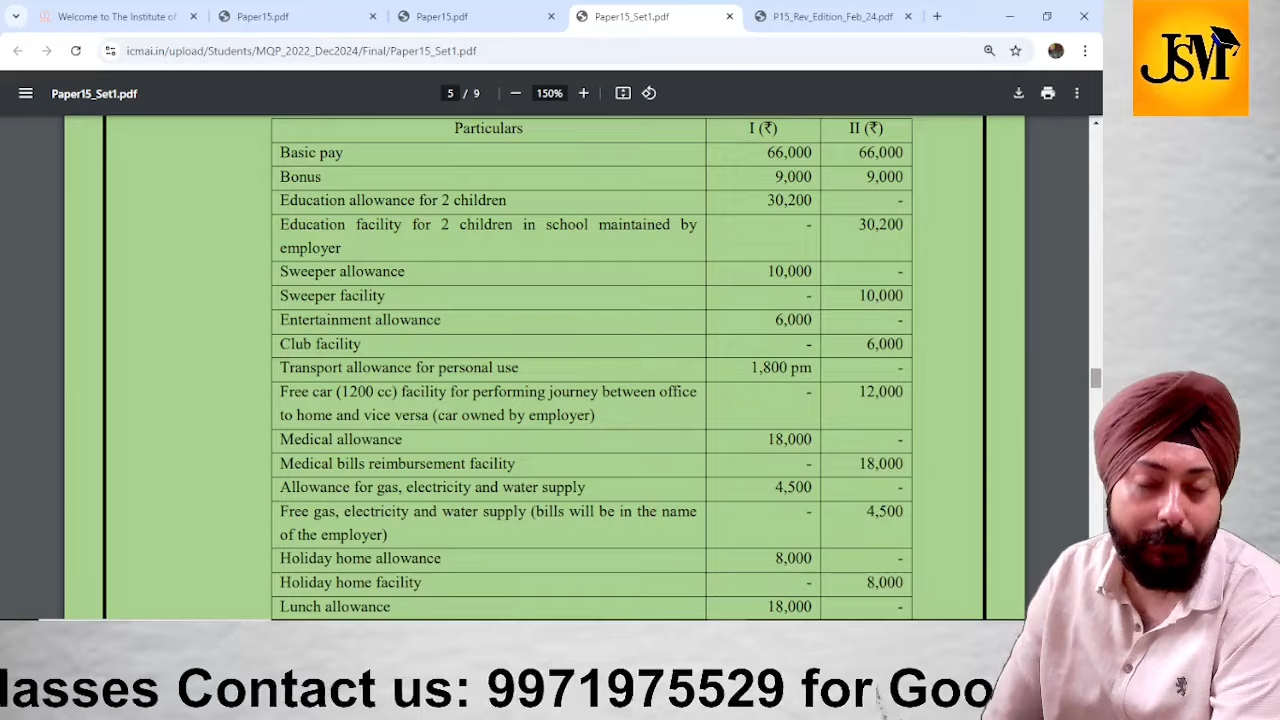 Welcome to The Institute of
Paper15.pdf
Paper15.pdf
Paper15_Set1.pdf
P15_Rev_Edition_Feb_24.pdf
icmai.in/upload/Students/MQP_2022_Dec2024/Final/Paper15_Set1.pdf
Paper15_Set1.pdf
5 / 9
150%
JSM
Particulars I (₹) II (₹)
Basic pay 66,000 66,000
Bonus 9,000 9,000
Education allowance for 2 children 30,200 -
Education facility for 2 children in school maintained by - 30,200
employer
Sweeper allowance 10,000 -
Sweeper facility - 10,000
Entertainment allowance 6,000 -
Club facility - 6,000
Transport allowance for personal use 1,800 pm -
Free car (1200 cc) facility for performing journey between office - 12,000
to home and vice versa (car owned by employer)
Medical allowance 18,000 -
Medical bills reimbursement facility - 18,000
Allowance for gas, electricity and water supply 4,500 -
Free gas, electricity and water supply (bills will be in the name - 4,500
of the employer)
Holiday home allowance 8,000 -
Holiday home facility - 8,000
Lunch allowance 18,000 -
lasses Contact us: 9971975529 for Goo